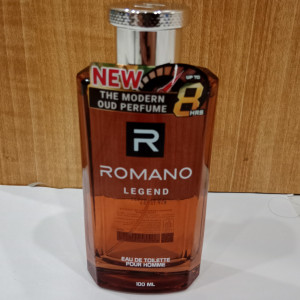 NEW
THE MODERN
OUD PERFUME
UP TO
8
HRS
R
ROMANO
LEGEND
EAU DE TOILETTE
POUR HOMME
100 ML